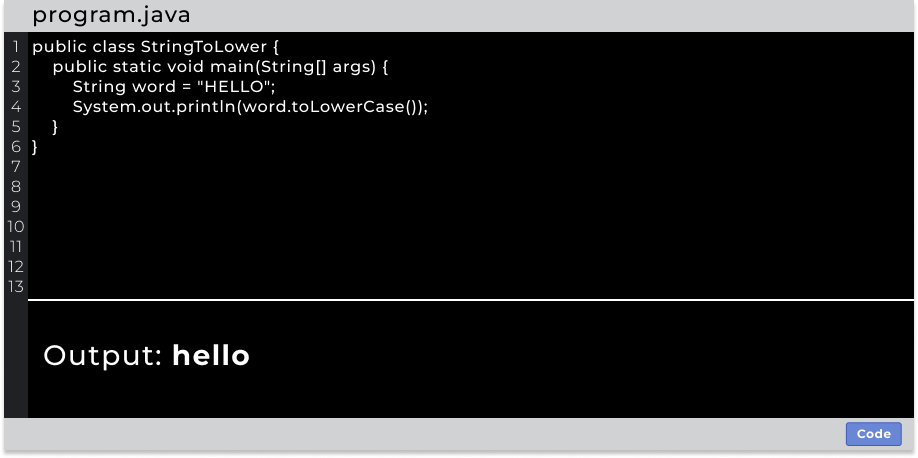 program.java
1 public class StringToLower {
2 public static void main(String[] args) {
3 String word = "HELLO";
4 System.out.println(word.toLowerCase());
5 }
6 }
7
8
9
10
11
12
13
Output: hello
Code